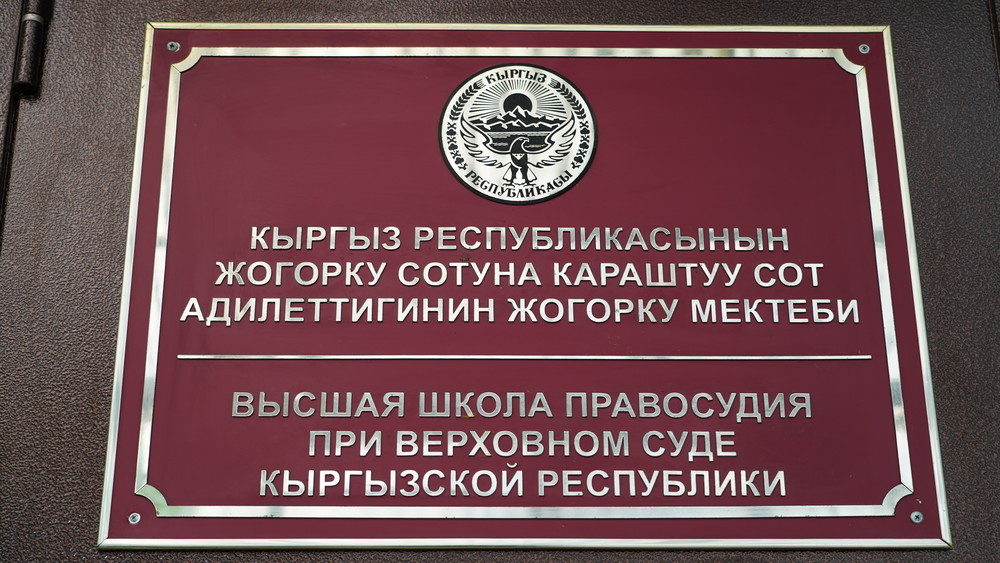 КЫРГЫЗ
РЕСПУБЛИКАСЫ
КЫРГЫЗ РЕСПУБЛИКАСЫНЫН
ЖОГОРКУ СОТУНА КАРАШТУУ СОТ
АДИЛЕТТИГИНИН ЖОГОРКУ МЕКТЕБИ
ВЫСШАЯ ШКОЛА ПРАВОСУДИЯ
ПРИ ВЕРХОВНОМ СУДЕ
КЫРГЫЗСКОЙ РЕСПУБЛИКИ